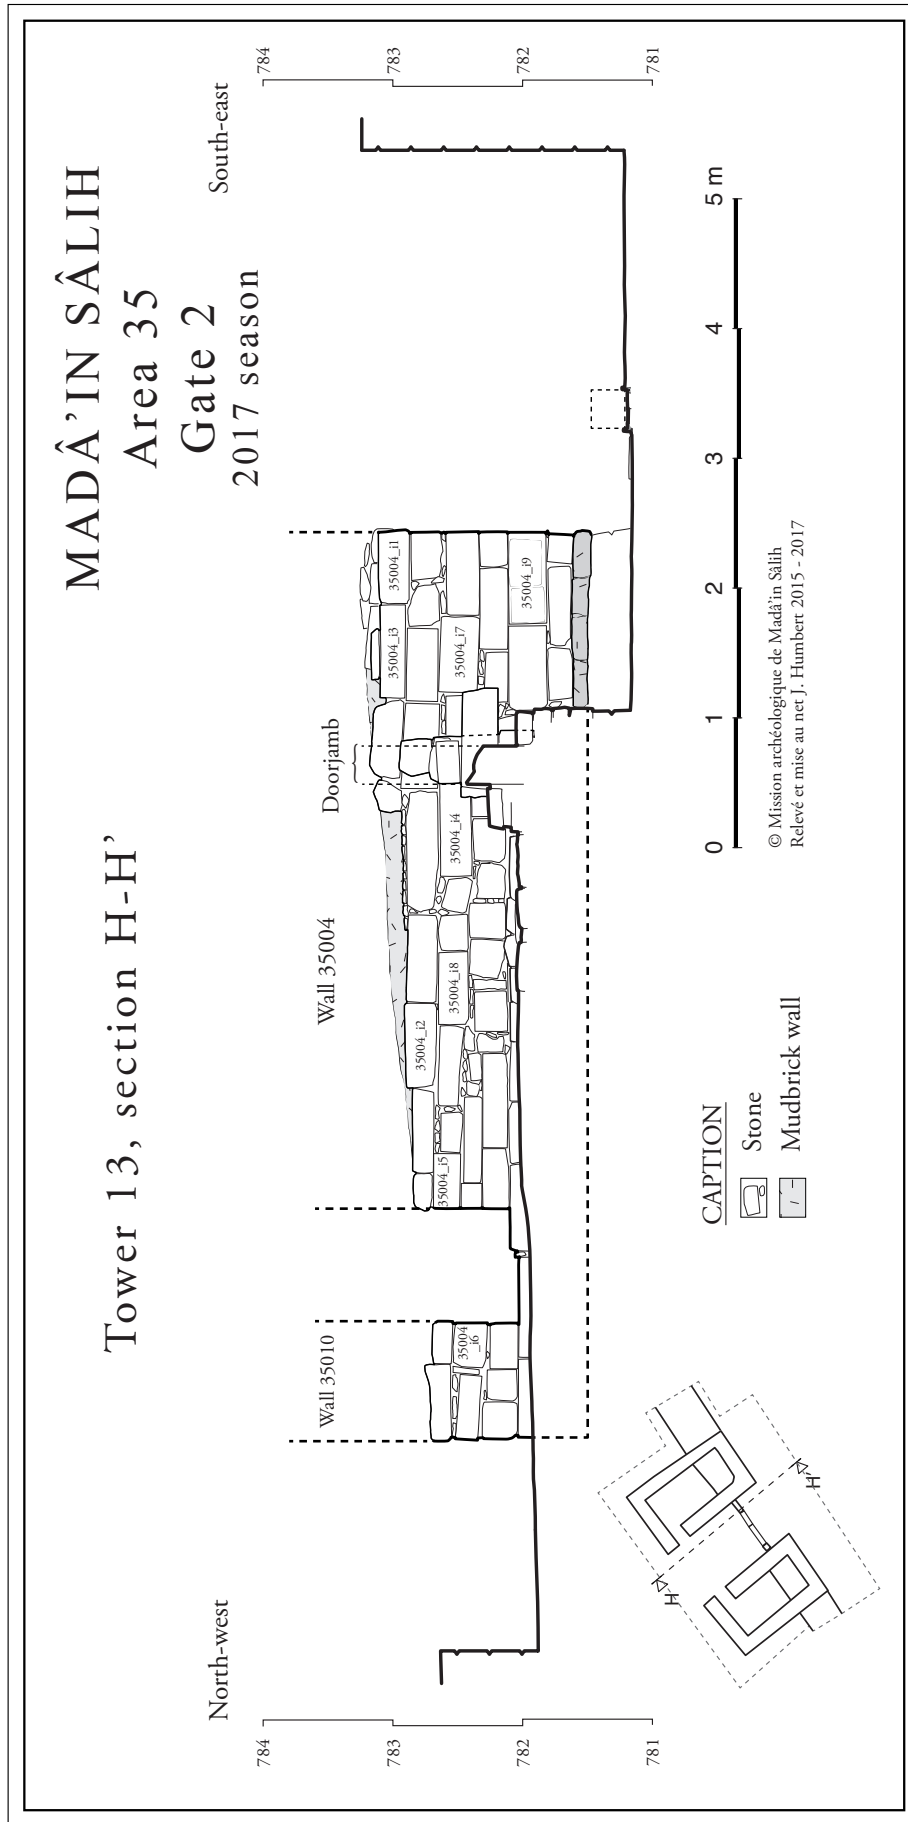 MADÂ’IN SÂLIH
Area 35
Gate 2
2017 season
Tower 13, section H-H’
North-west
South-east
784
783
782
781
784
783
782
781
Wall 35010
Wall 35004
Doorjamb
35004_i6
35004_i5
35004_i2
35004_i8
35004_i4
35004_i3
35004_i7
35004_i1
35004_i9
H
H'
CAPTION
Stone
Mudbrick wall
0 1 2 3 4 5 m
© Mission archéologique de Madâ’in Sâlih
Relevé et mise au net J. Humbert 2015 - 2017